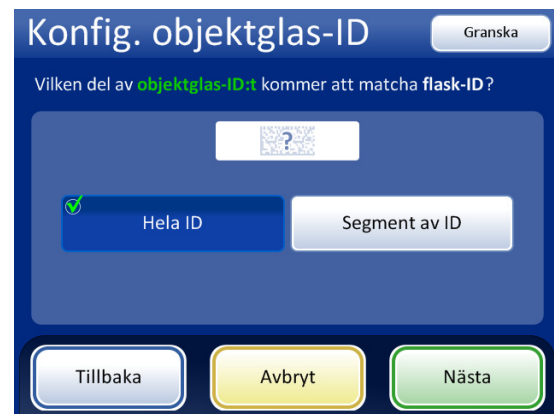 Konfig. objektglas-ID
Granska
Vilken del av objektglas-ID:t kommer att matcha flask-ID?
?
Hela ID
Segment av ID
Tillbaka
Avbryt
Nästa